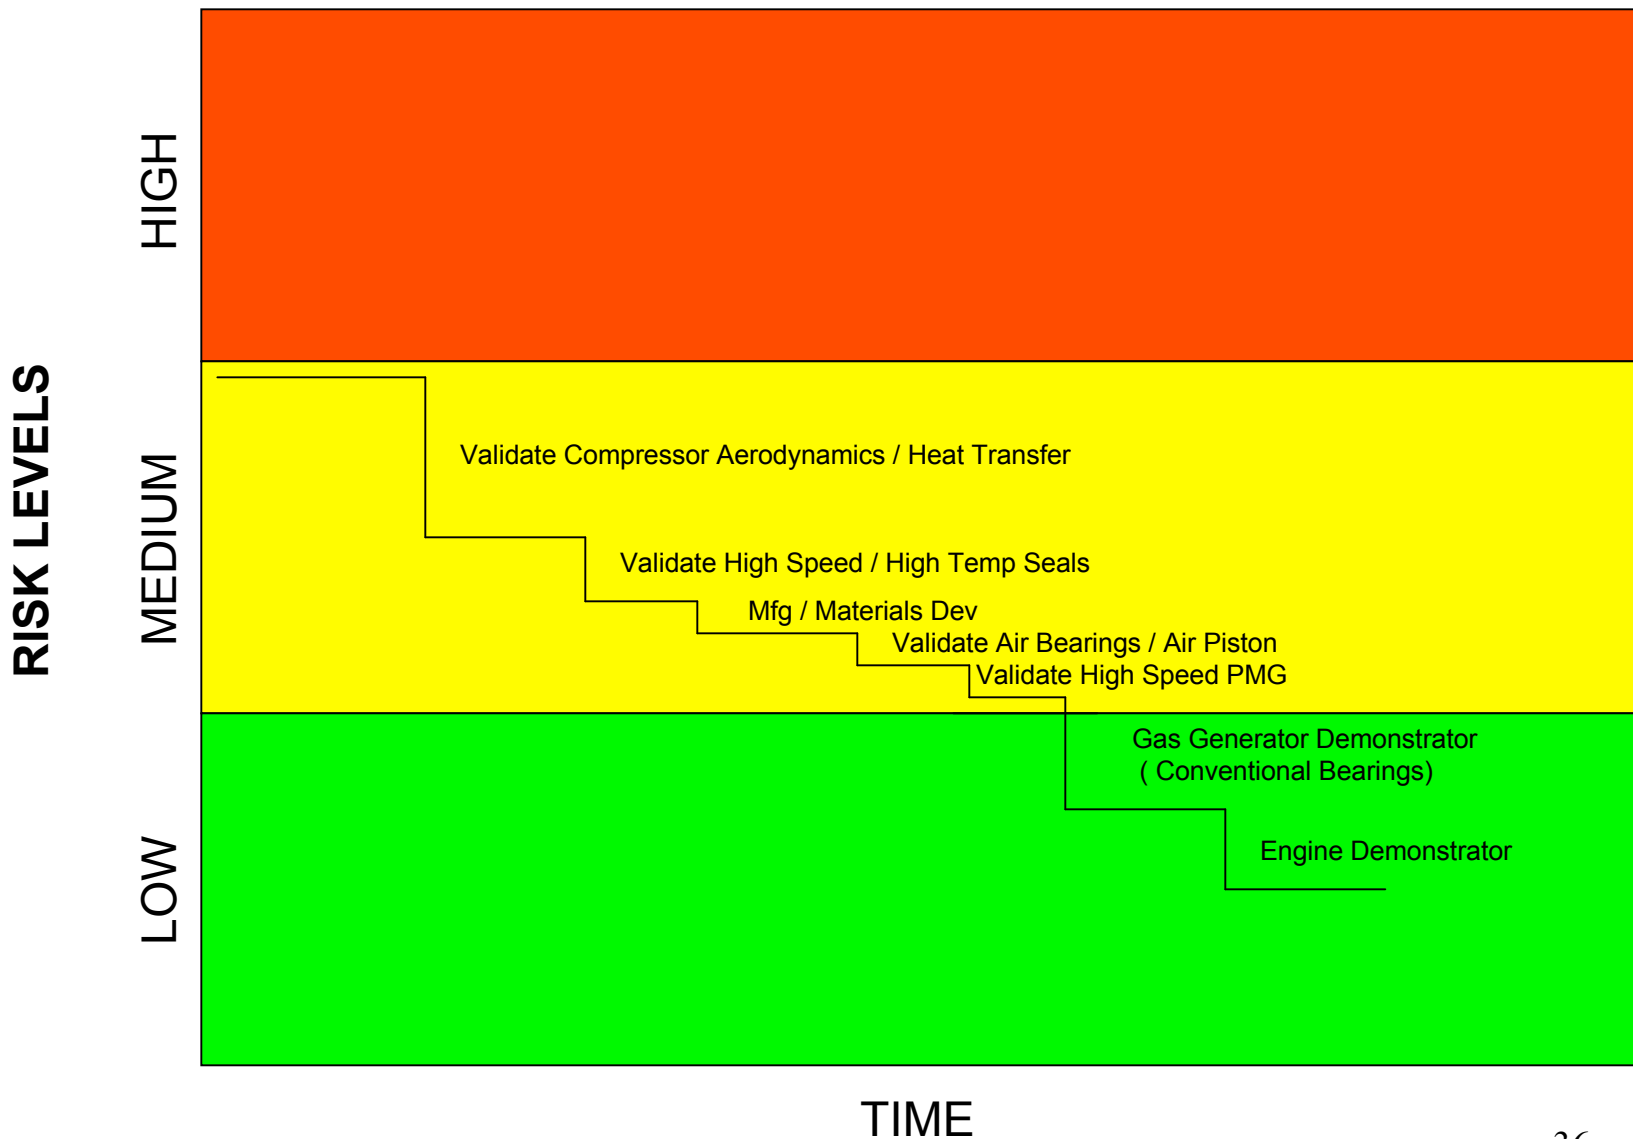 RISK LEVELS
HIGH
MEDIUM
LOW
Validate Compressor Aerodynamics / Heat Transfer
Validate High Speed / High Temp Seals
Mfg / Materials Dev
Validate Air Bearings / Air Piston
Validate High Speed PMG
Gas Generator Demonstrator
( Conventional Bearings)
Engine Demonstrator
TIME